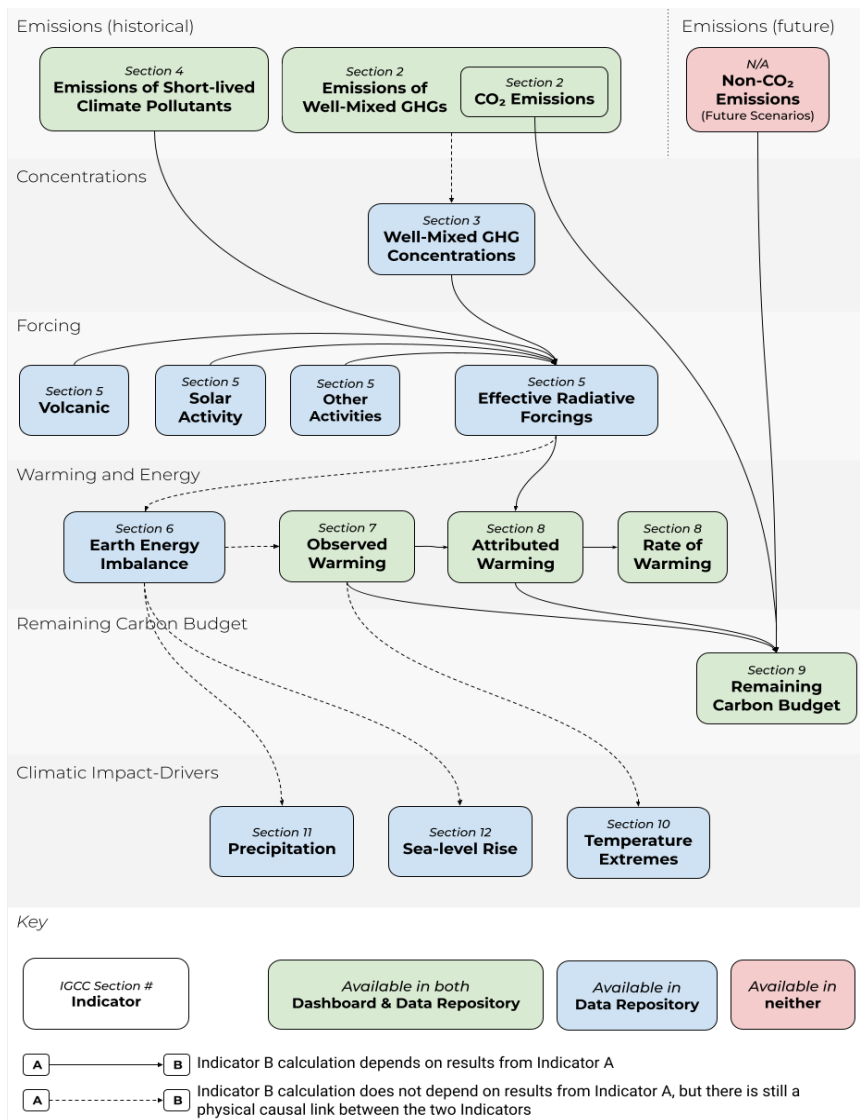 Emissions (historical)
Emissions (future)
Section 4
Emissions of Short-lived
Climate Pollutants
Section 2
Emissions of
Well-Mixed GHGs
Section 2
CO₂ Emissions
N/A
Non-CO₂
Emissions
(Future Scenarios)
Concentrations
Section 3
Well-Mixed GHG
Concentrations
Forcing
Section 5
Volcanic
Section 5
Solar
Activity
Section 5
Other
Activities
Section 5
Effective Radiative
Forcings
Warming and Energy
Section 6
Earth Energy
Imbalance
Section 7
Observed
Warming
Section 8
Attributed
Warming
Section 8
Rate of
Warming
Remaining Carbon Budget
Section 9
Remaining
Carbon Budget
Climatic Impact-Drivers
Section 11
Precipitation
Section 12
Sea-level Rise
Section 10
Temperature
Extremes
Key
IGCC Section #
Indicator
Available in both
Dashboard & Data Repository
Available in
Data Repository
Available in
neither
A B Indicator B calculation depends on results from Indicator A
A B Indicator B calculation does not depend on results from Indicator A, but there is still a
physical causal link between the two Indicators